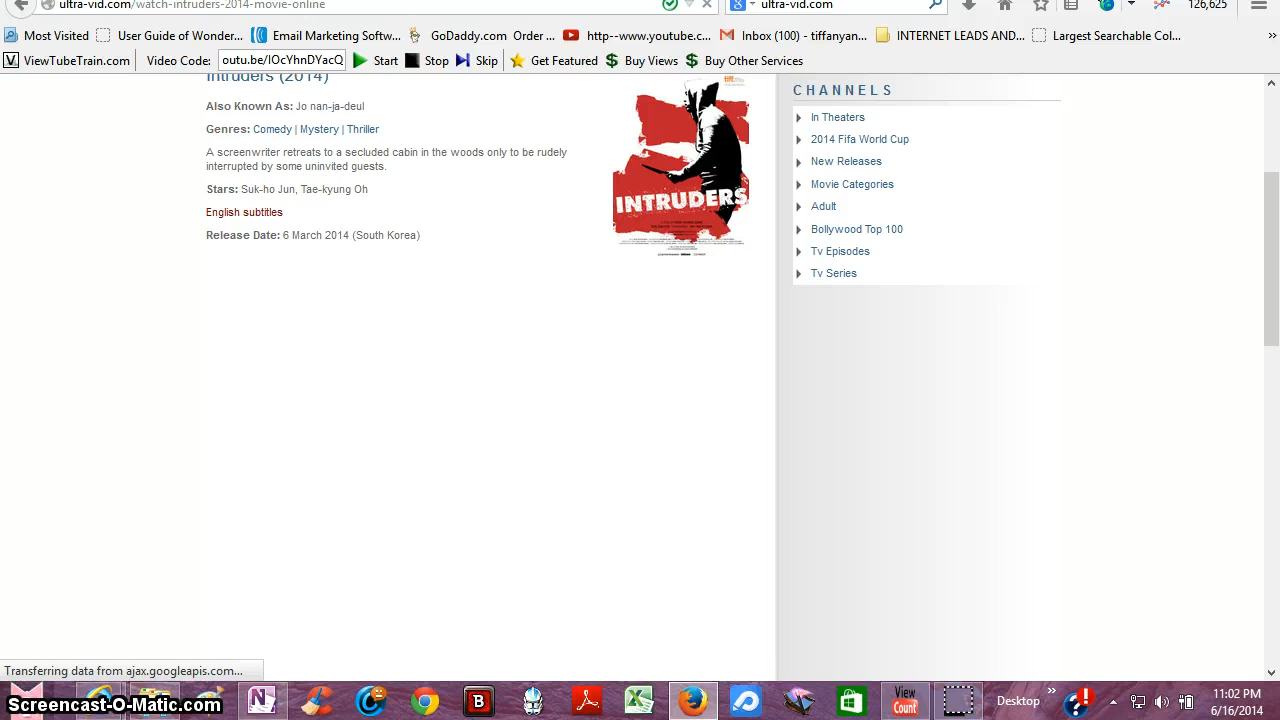 ultra-vid.com/watch-intruders-2014-movie-online
ultra-vid.com
126,625
Most Visited
User Guide of Wonder...
Email Marketing Softw...
GoDaddy.com Order ...
http--www.youtube.c...
Inbox (100) - tiffanyan...
INTERNET LEADS AND...
Largest Searchable Col...
ViewTubeTrain.com
Video Code:
outu.be/lOcYhnDYacQ
Start
Stop
Skip
Get Featured
Buy Views
Buy Other Services
Intruders (2014)
Also Known As: Jo nan-ja-deul
Genres: Comedy | Mystery | Thriller
A screenwriter retreats to a secluded cabin in the woods only to be rudely
interrupted by some uninvited guests.
Stars: Suk-ho Jun, Tae-kyung Oh
English subtitles
Release Date: 6 March 2014 (South Korea)
INTRUDERS
CHANNELS
In Theaters
2014 Fifa World Cup
New Releases
Movie Categories
Adult
Bollywood Top 100
Tv Episodes
Tv Series
Transferring data from ajax.googleapis.com...
Screencast-O-Matic.com
View
Count
Desktop
11:02 PM
6/16/2014